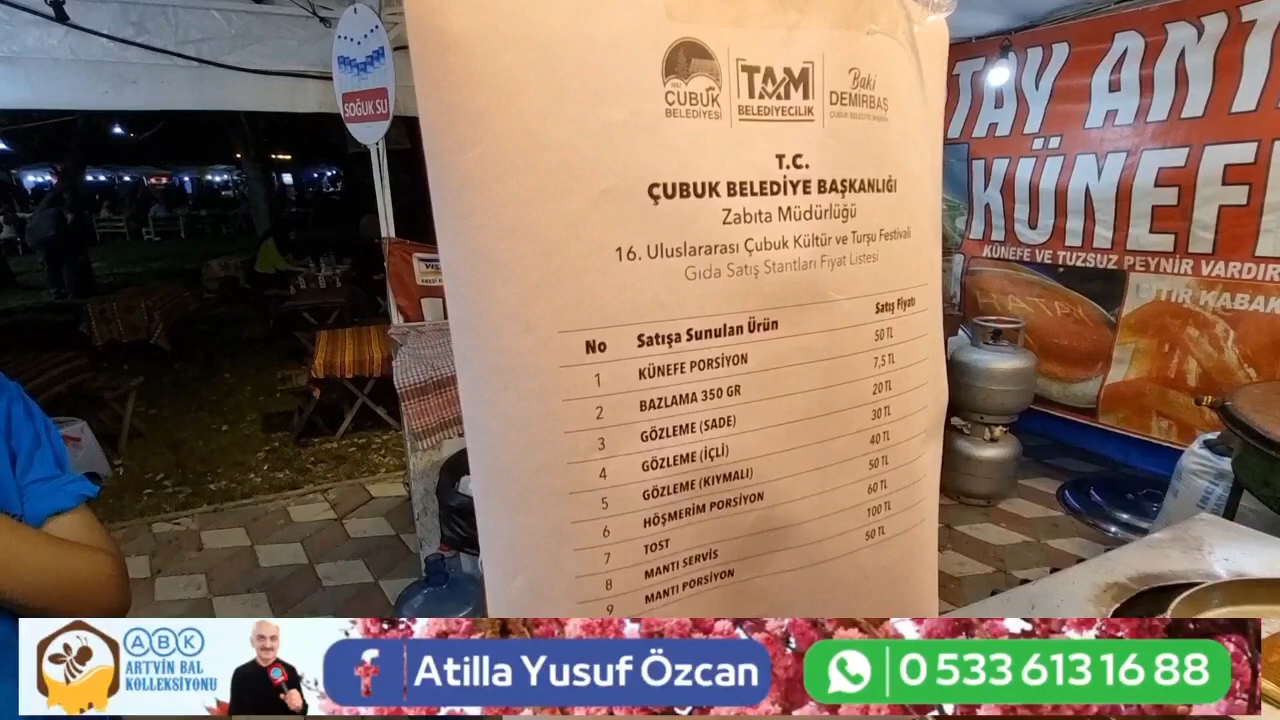 SOĞUK SU
ÇUBUK
BELEDİYESİ
TAM
BELEDİYECİLİK
Baki
DEMİRBAŞ
ÇUBUK BELEDİYE BAŞKANI
T.C.
ÇUBUK BELEDİYE BAŞKANLIĞI
Zabıta Müdürlüğü
16. Uluslararası Çubuk Kültür ve Turşu Festivali
Gıda Satış Stantları Fiyat Listesi
No Satışa Sunulan Ürün Satış Fiyatı
1 KÜNEFE PORSİYON 50 TL
2 BAZLAMA 350 GR 7,5 TL
3 GÖZLEME (SADE) 20 TL
4 GÖZLEME (İÇLİ) 30 TL
5 GÖZLEME (KIYMALI) 40 TL
6 HÖŞMERİM PORSİYON 50 TL
7 TOST 60 TL
8 MANTI SERVİS 100 TL
9 MANTI PORSİYON 50 TL
TAY ANT
KÜNEFE
KÜNEFE VE TUZSUZ PEYNİR VARDIR
HATAY
ITIR KABAK
ABK
ARTVİN BAL
KOLLEKSİYONU
Atilla Yusuf Özcan
0 533 613 16 88